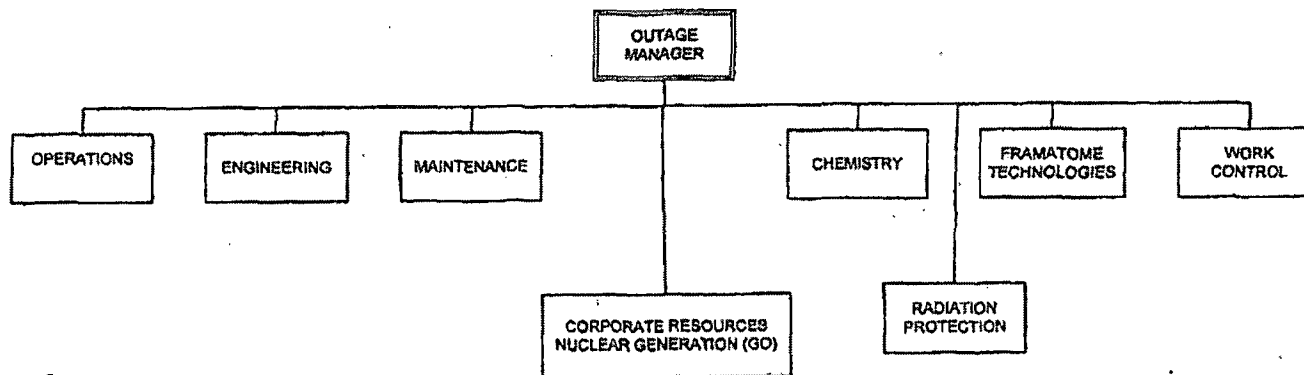 OUTAGE
MANAGER
OPERATIONS
ENGINEERING
MAINTENANCE
CHEMISTRY
FRAMATOME
TECHNOLOGIES
WORK
CONTROL
CORPORATE RESOURCES
NUCLEAR GENERATION (GO)
RADIATION
PROTECTION